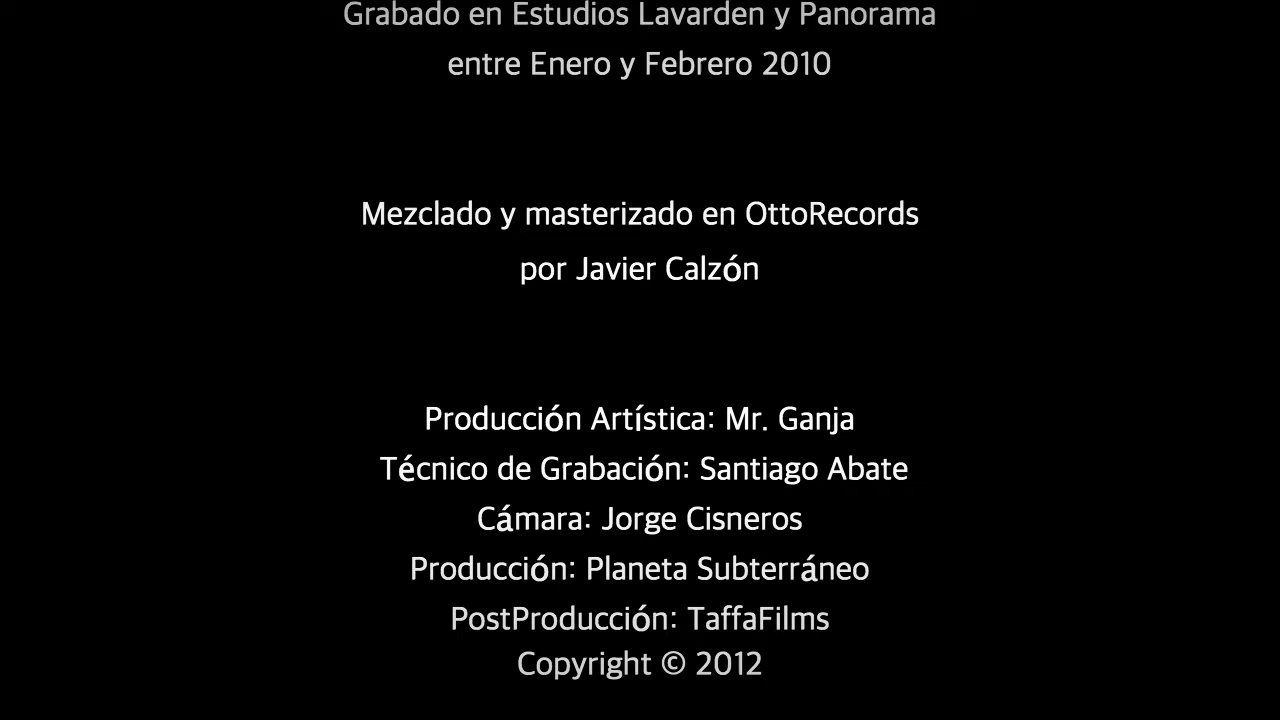 Grabado en Estudios Lavarden y Panorama
entre Enero y Febrero 2010
Mezclado y masterizado en OttoRecords
por Javier Calzón
Producción Artística: Mr. Ganja
Técnico de Grabación: Santiago Abate
Cámara: Jorge Cisneros
Producción: Planeta Subterráneo
PostProducción: TaffaFilms
Copyright © 2012